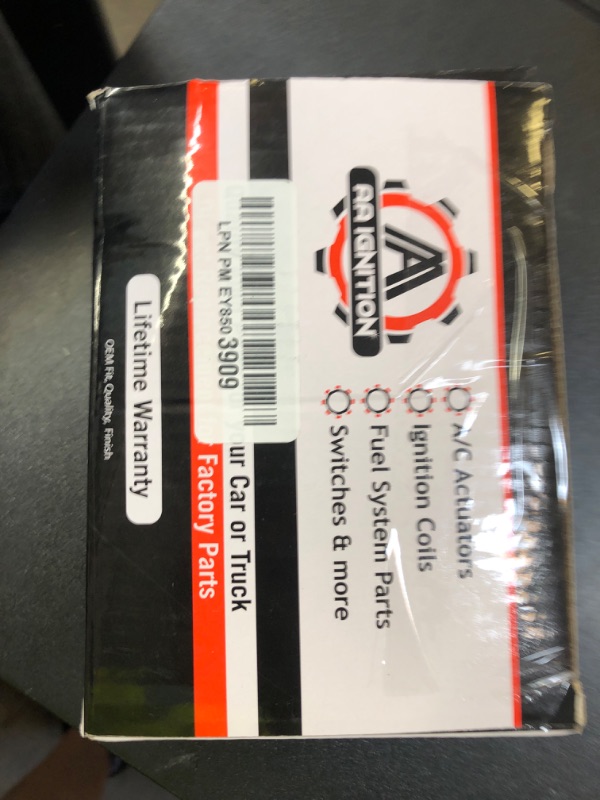 A
AA IGNITION
A/C Actuators
Ignition Coils
Fuel System Parts
Switches & more
ur Car or Truck
Factory Parts
LPN PM EY850 3909
Lifetime Warranty
OEM Fit, Quality, Finish